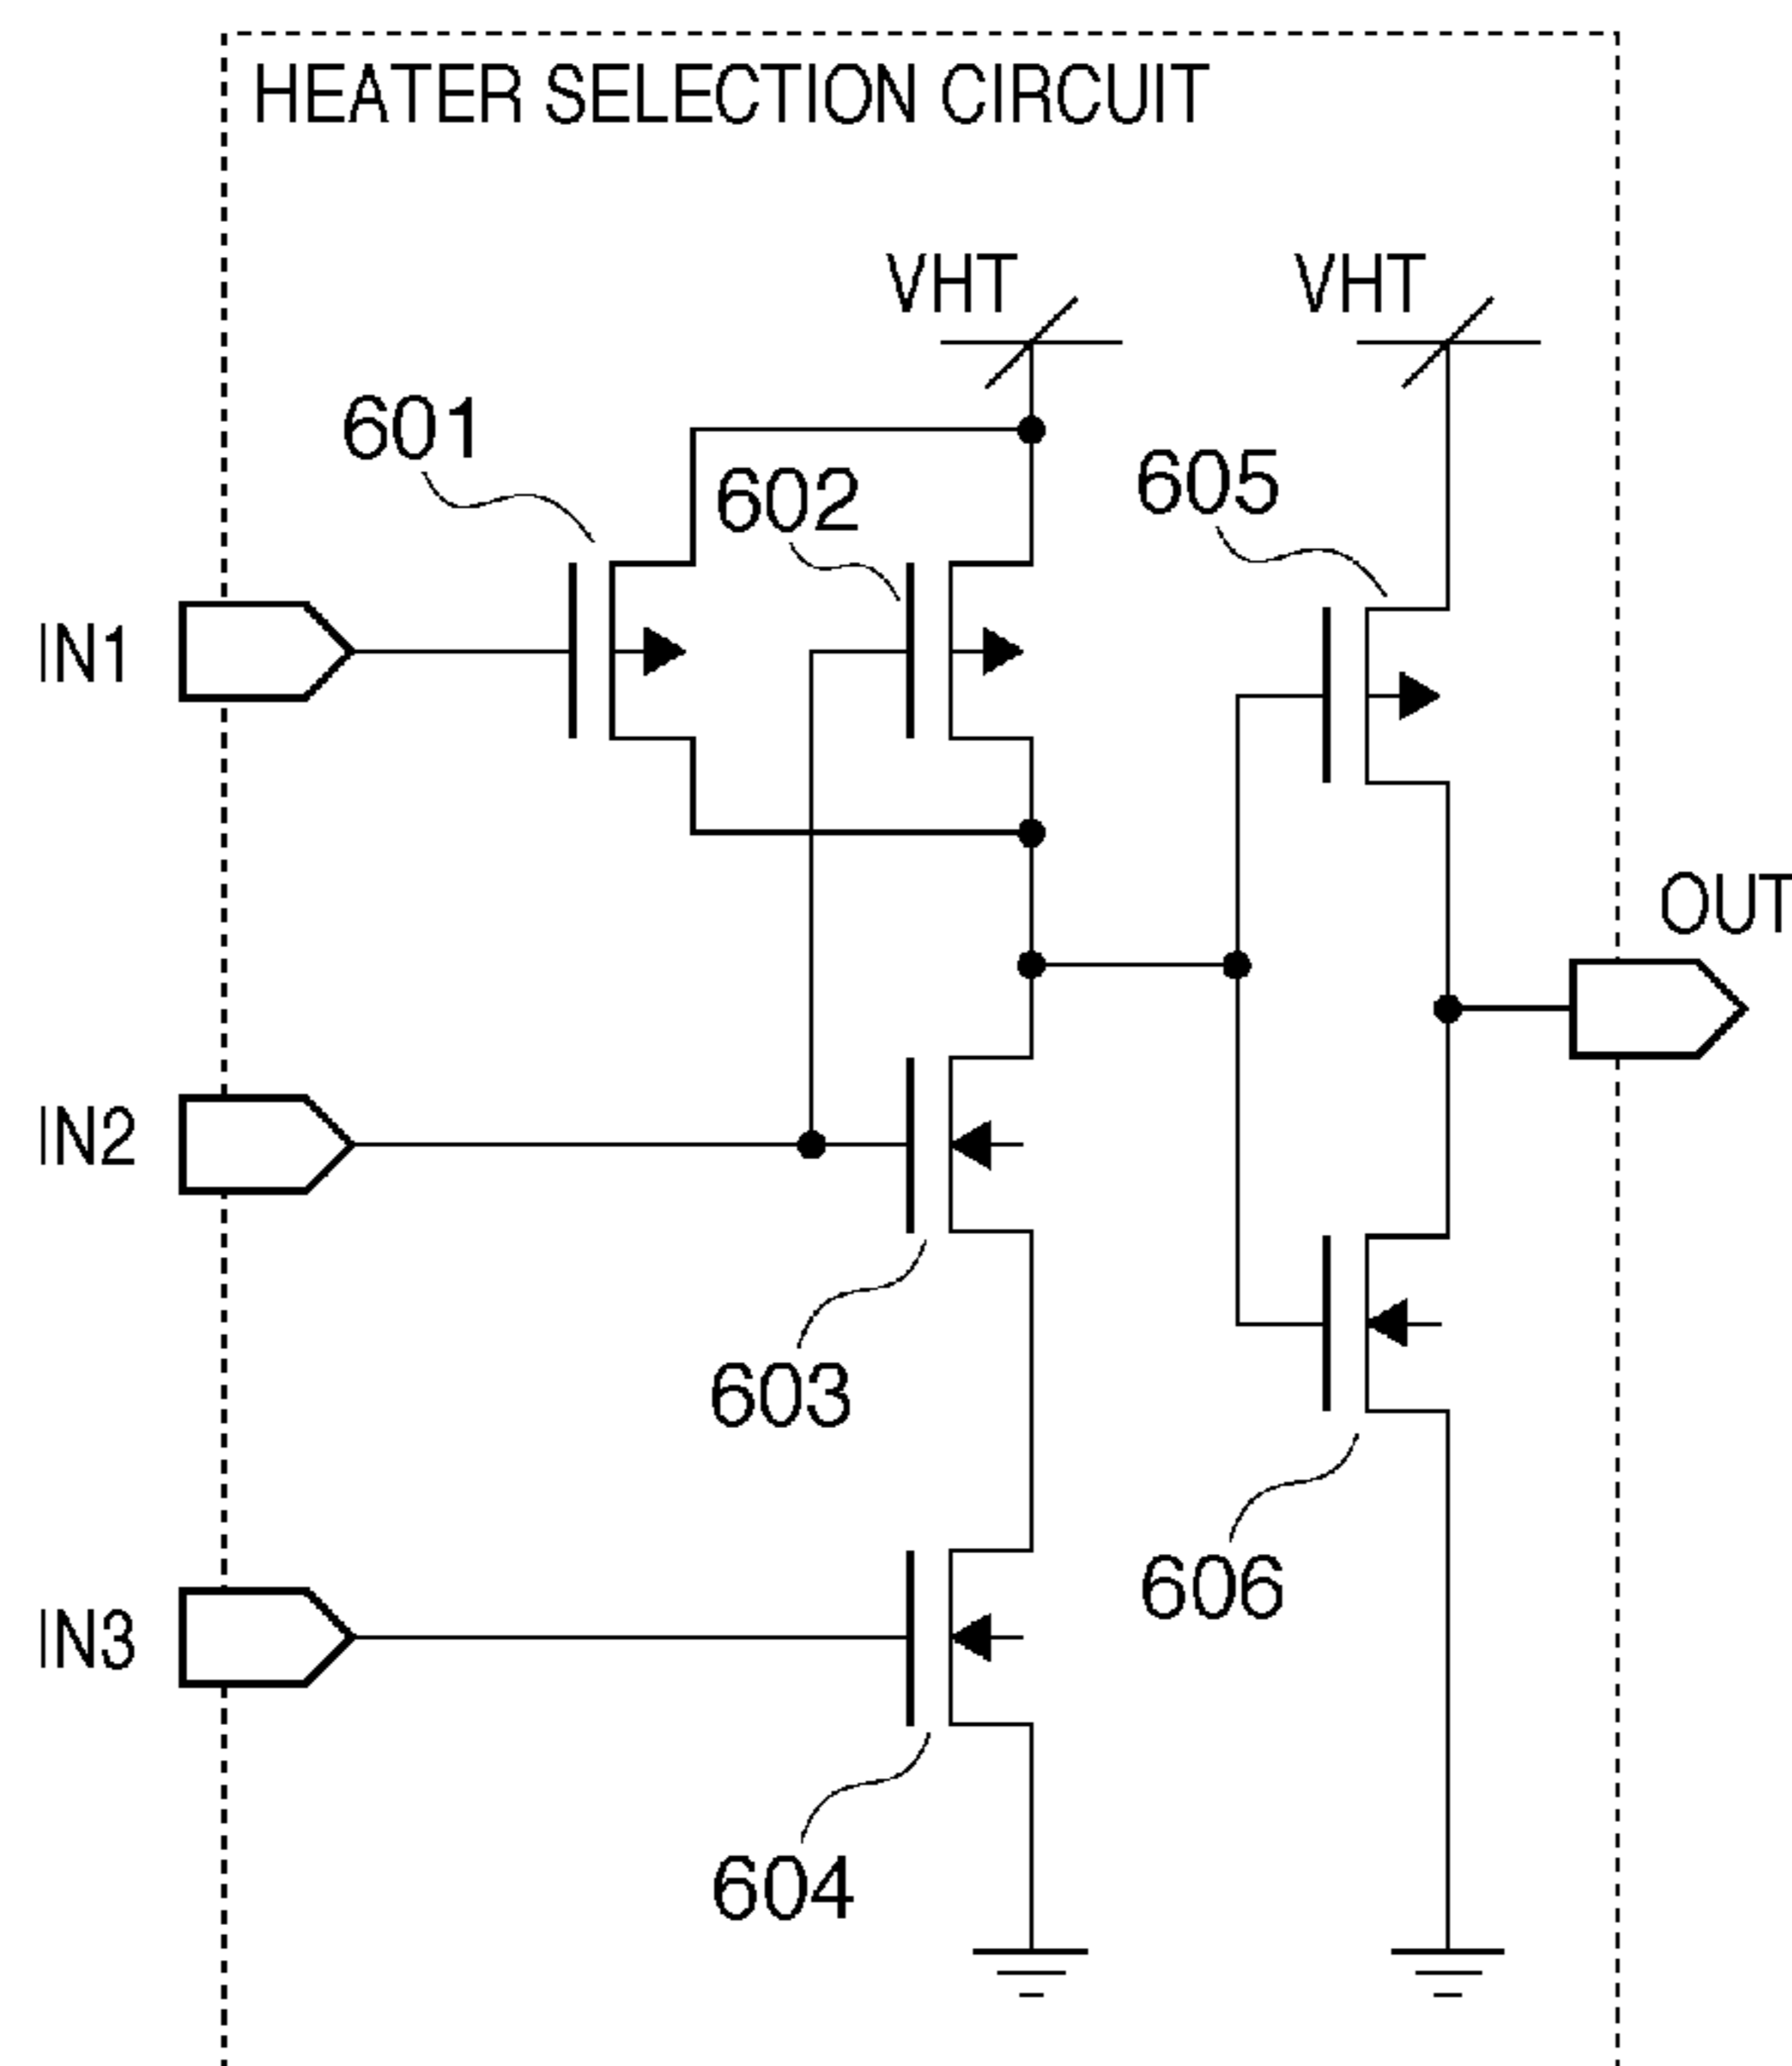 HEATER SELECTION CIRCUIT
VHT
VHT
601
602
605
IN1
OUT
IN2
603
606
IN3
604